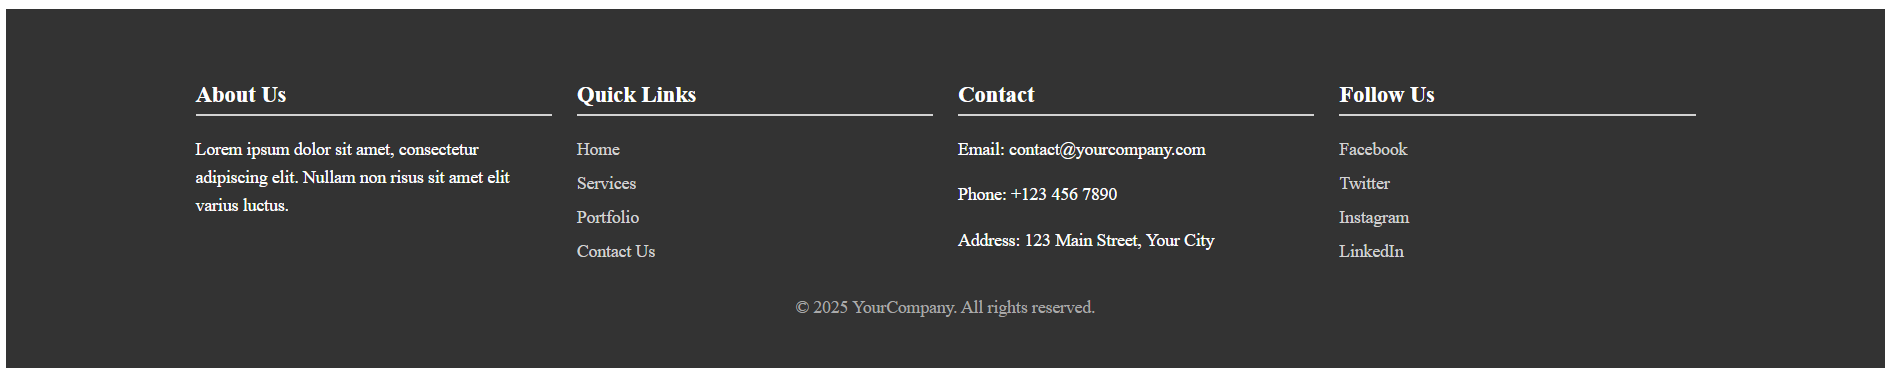 About Us
Lorem ipsum dolor sit amet, consectetur
adipiscing elit. Nullam non risus sit amet elit
varius luctus.
Quick Links
Home
Services
Portfolio
Contact Us
Contact
Email: contact@yourcompany.com
Phone: +123 456 7890
Address: 123 Main Street, Your City
Follow Us
Facebook
Twitter
Instagram
LinkedIn
© 2025 YourCompany. All rights reserved.